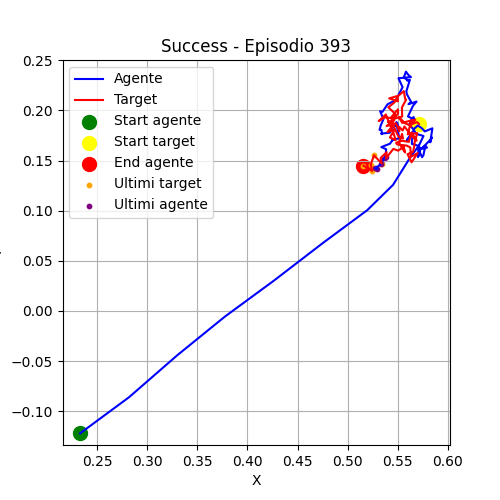 Success - Episodio 393
Agente
Target
Start agente
Start target
End agente
Ultimi target
Ultimi agente
0.25
0.20
0.15
0.10
0.05
0.00
−0.05
−0.10
0.25 0.30 0.35 0.40 0.45 0.50 0.55 0.60
X